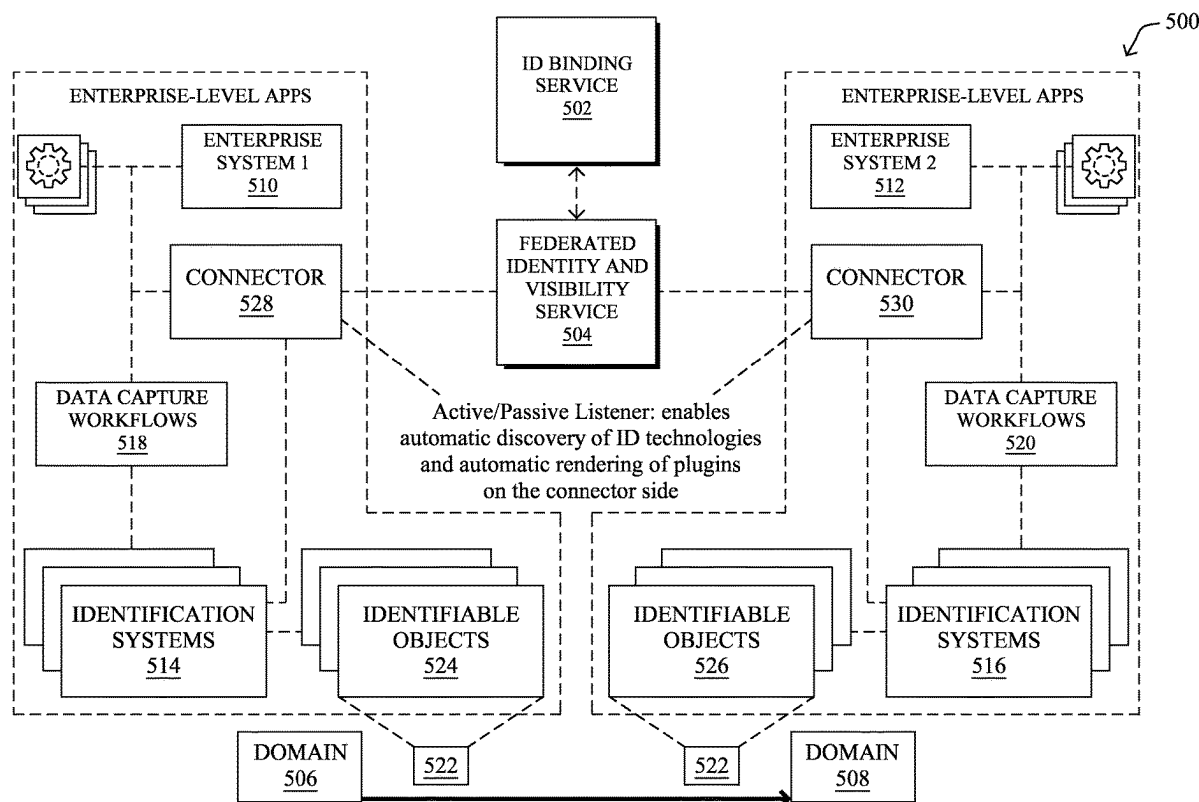 500
ID BINDING
SERVICE
502
ENTERPRISE-LEVEL APPS
ENTERPRISE-LEVEL APPS
ENTERPRISE
SYSTEM 1
510
ENTERPRISE
SYSTEM 2
512
CONNECTOR
528
FEDERATED
IDENTITY AND
VISIBILITY
SERVICE
504
CONNECTOR
530
DATA CAPTURE
WORKFLOWS
518
Active/Passive Listener: enables
automatic discovery of ID technologies
and automatic rendering of plugins
on the connector side
DATA CAPTURE
WORKFLOWS
520
IDENTIFICATION
SYSTEMS
514
IDENTIFIABLE
OBJECTS
524
IDENTIFIABLE
OBJECTS
526
IDENTIFICATION
SYSTEMS
516
DOMAIN
506
522
522
DOMAIN
508